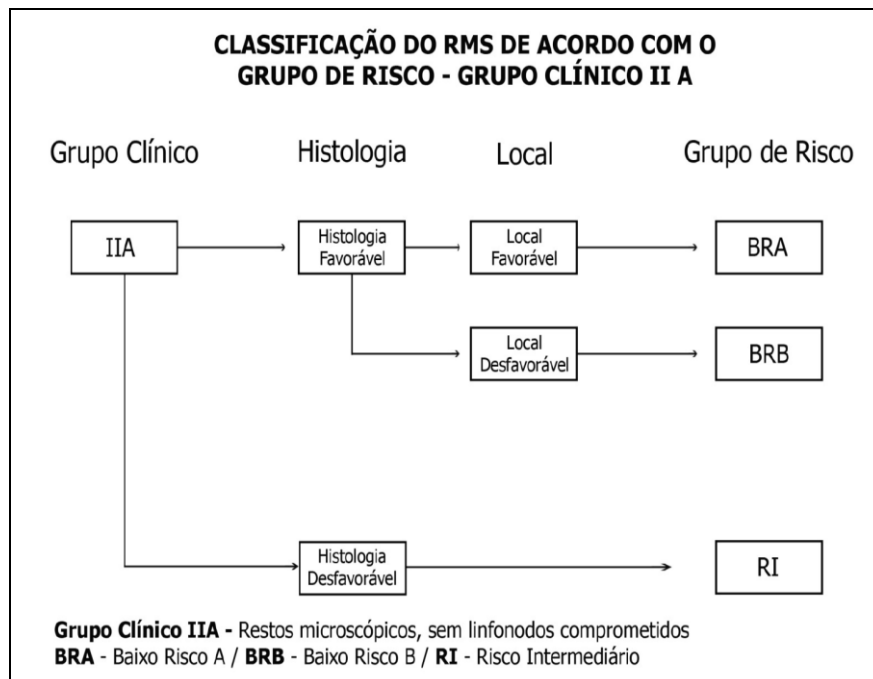 CLASSIFICAÇÃO DO RMS DE ACORDO COM O
GRUPO DE RISCO - GRUPO CLÍNICO II A
Grupo Clínico
Histologia
Local
Grupo de Risco
IIA
Histologia
Favorável
Local
Favorável
BRA
Local
Desfavorável
BRB
Histologia
Desfavorável
RI
Grupo Clínico IIA - Restos microscópicos, sem linfonodos comprometidos
BRA - Baixo Risco A / BRB - Baixo Risco B / RI - Risco Intermediário